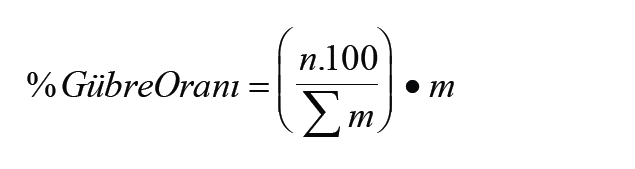 %GübreOranı = (n.100 / ∑m) • m